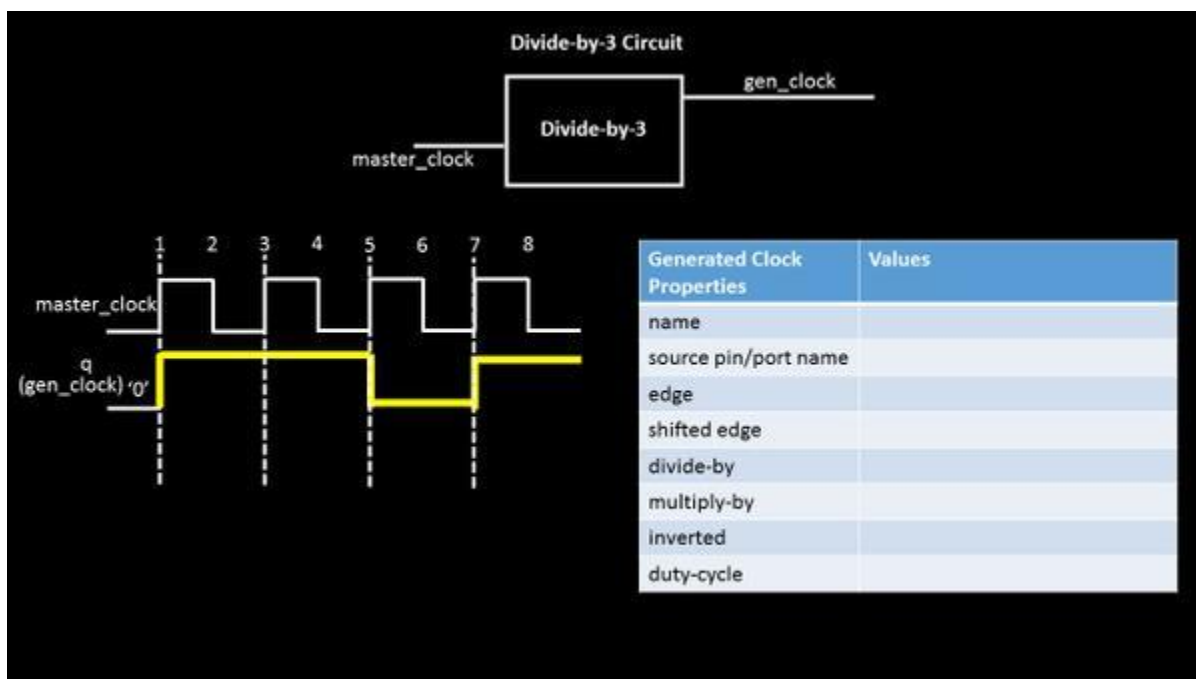 Divide-by-3 Circuit
gen_clock
Divide-by-3
master_clock
1 2 3 4 5 6 7 8
master_clock
q
(gen_clock) '0'
Generated Clock Properties Values
name
source pin/port name
edge
shifted edge
divide-by
multiply-by
inverted
duty-cycle